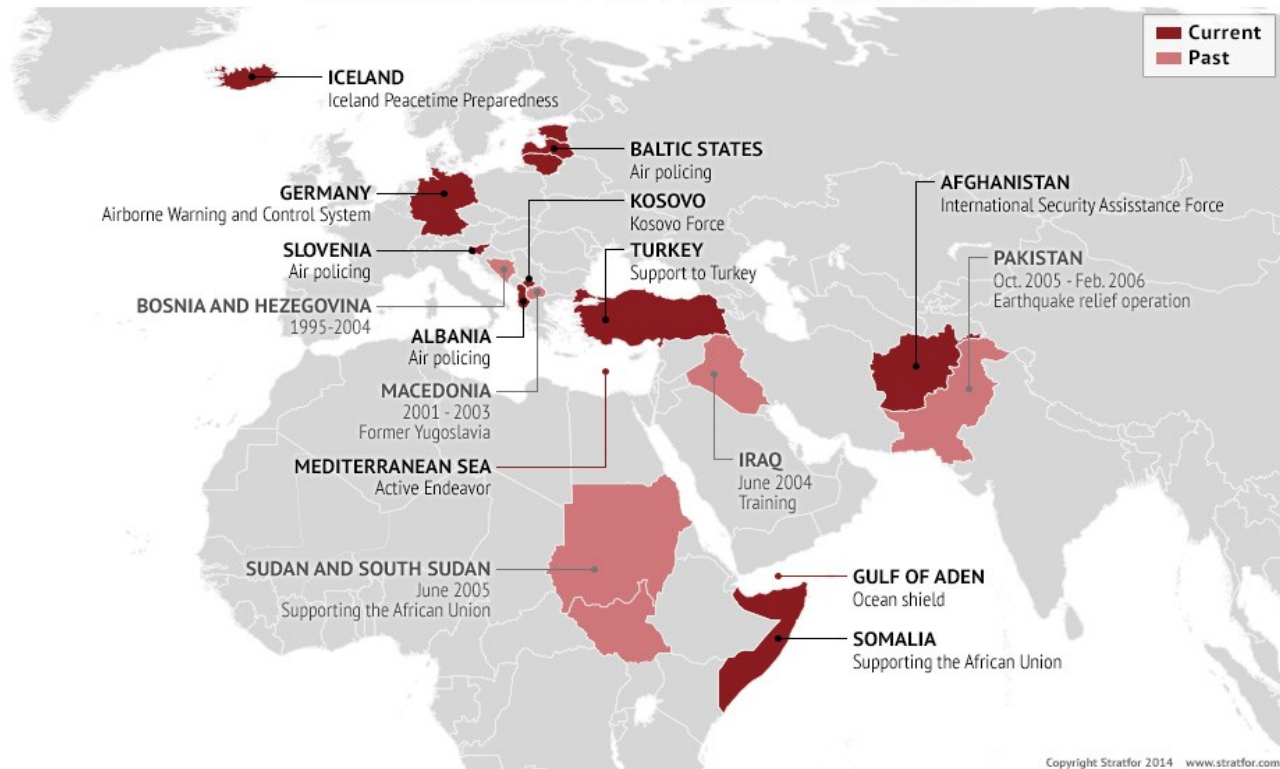 Current
Past
ICELAND
Iceland Peacetime Preparedness
BALTIC STATES
Air policing
GERMANY
Airborne Warning and Control System
KOSOVO
Kosovo Force
AFGHANISTAN
International Security Assisstance Force
SLOVENIA
Air policing
TURKEY
Support to Turkey
PAKISTAN
Oct. 2005 - Feb. 2006
Earthquake relief operation
BOSNIA AND HEZEGOVINA
1995-2004
ALBANIA
Air policing
MACEDONIA
2001 - 2003
Former Yugoslavia
MEDITERRANEAN SEA
Active Endeavor
IRAQ
June 2004
Training
SUDAN AND SOUTH SUDAN
June 2005
Supporting the African Union
GULF OF ADEN
Ocean shield
SOMALIA
Supporting the African Union
Copyright Stratfor 2014 www.stratfor.com